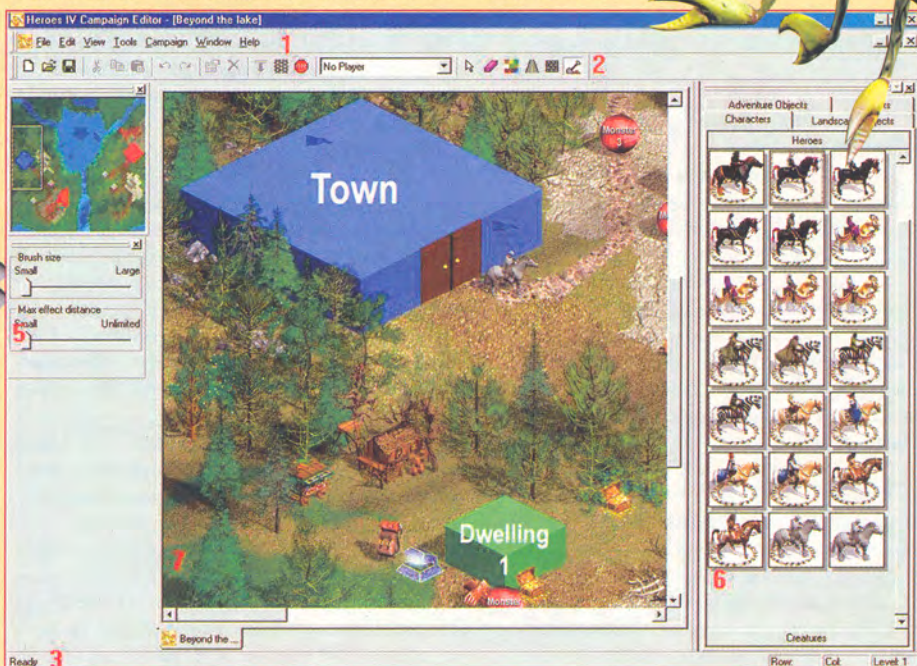 Heroes IV Campaign Editor - [Beyond the lake]
File Edit View Tools Campaign Window Help
1
No Player
2
Adventure Objects
Characters
Heroes
Monster
3
Town
Brush size
Small Large
Max effect distance
Small Unlimited
5
Dwelling
1
Monster
7
6
Creatures
Beyond the ...
Ready
3
Row: Col: Level: 1